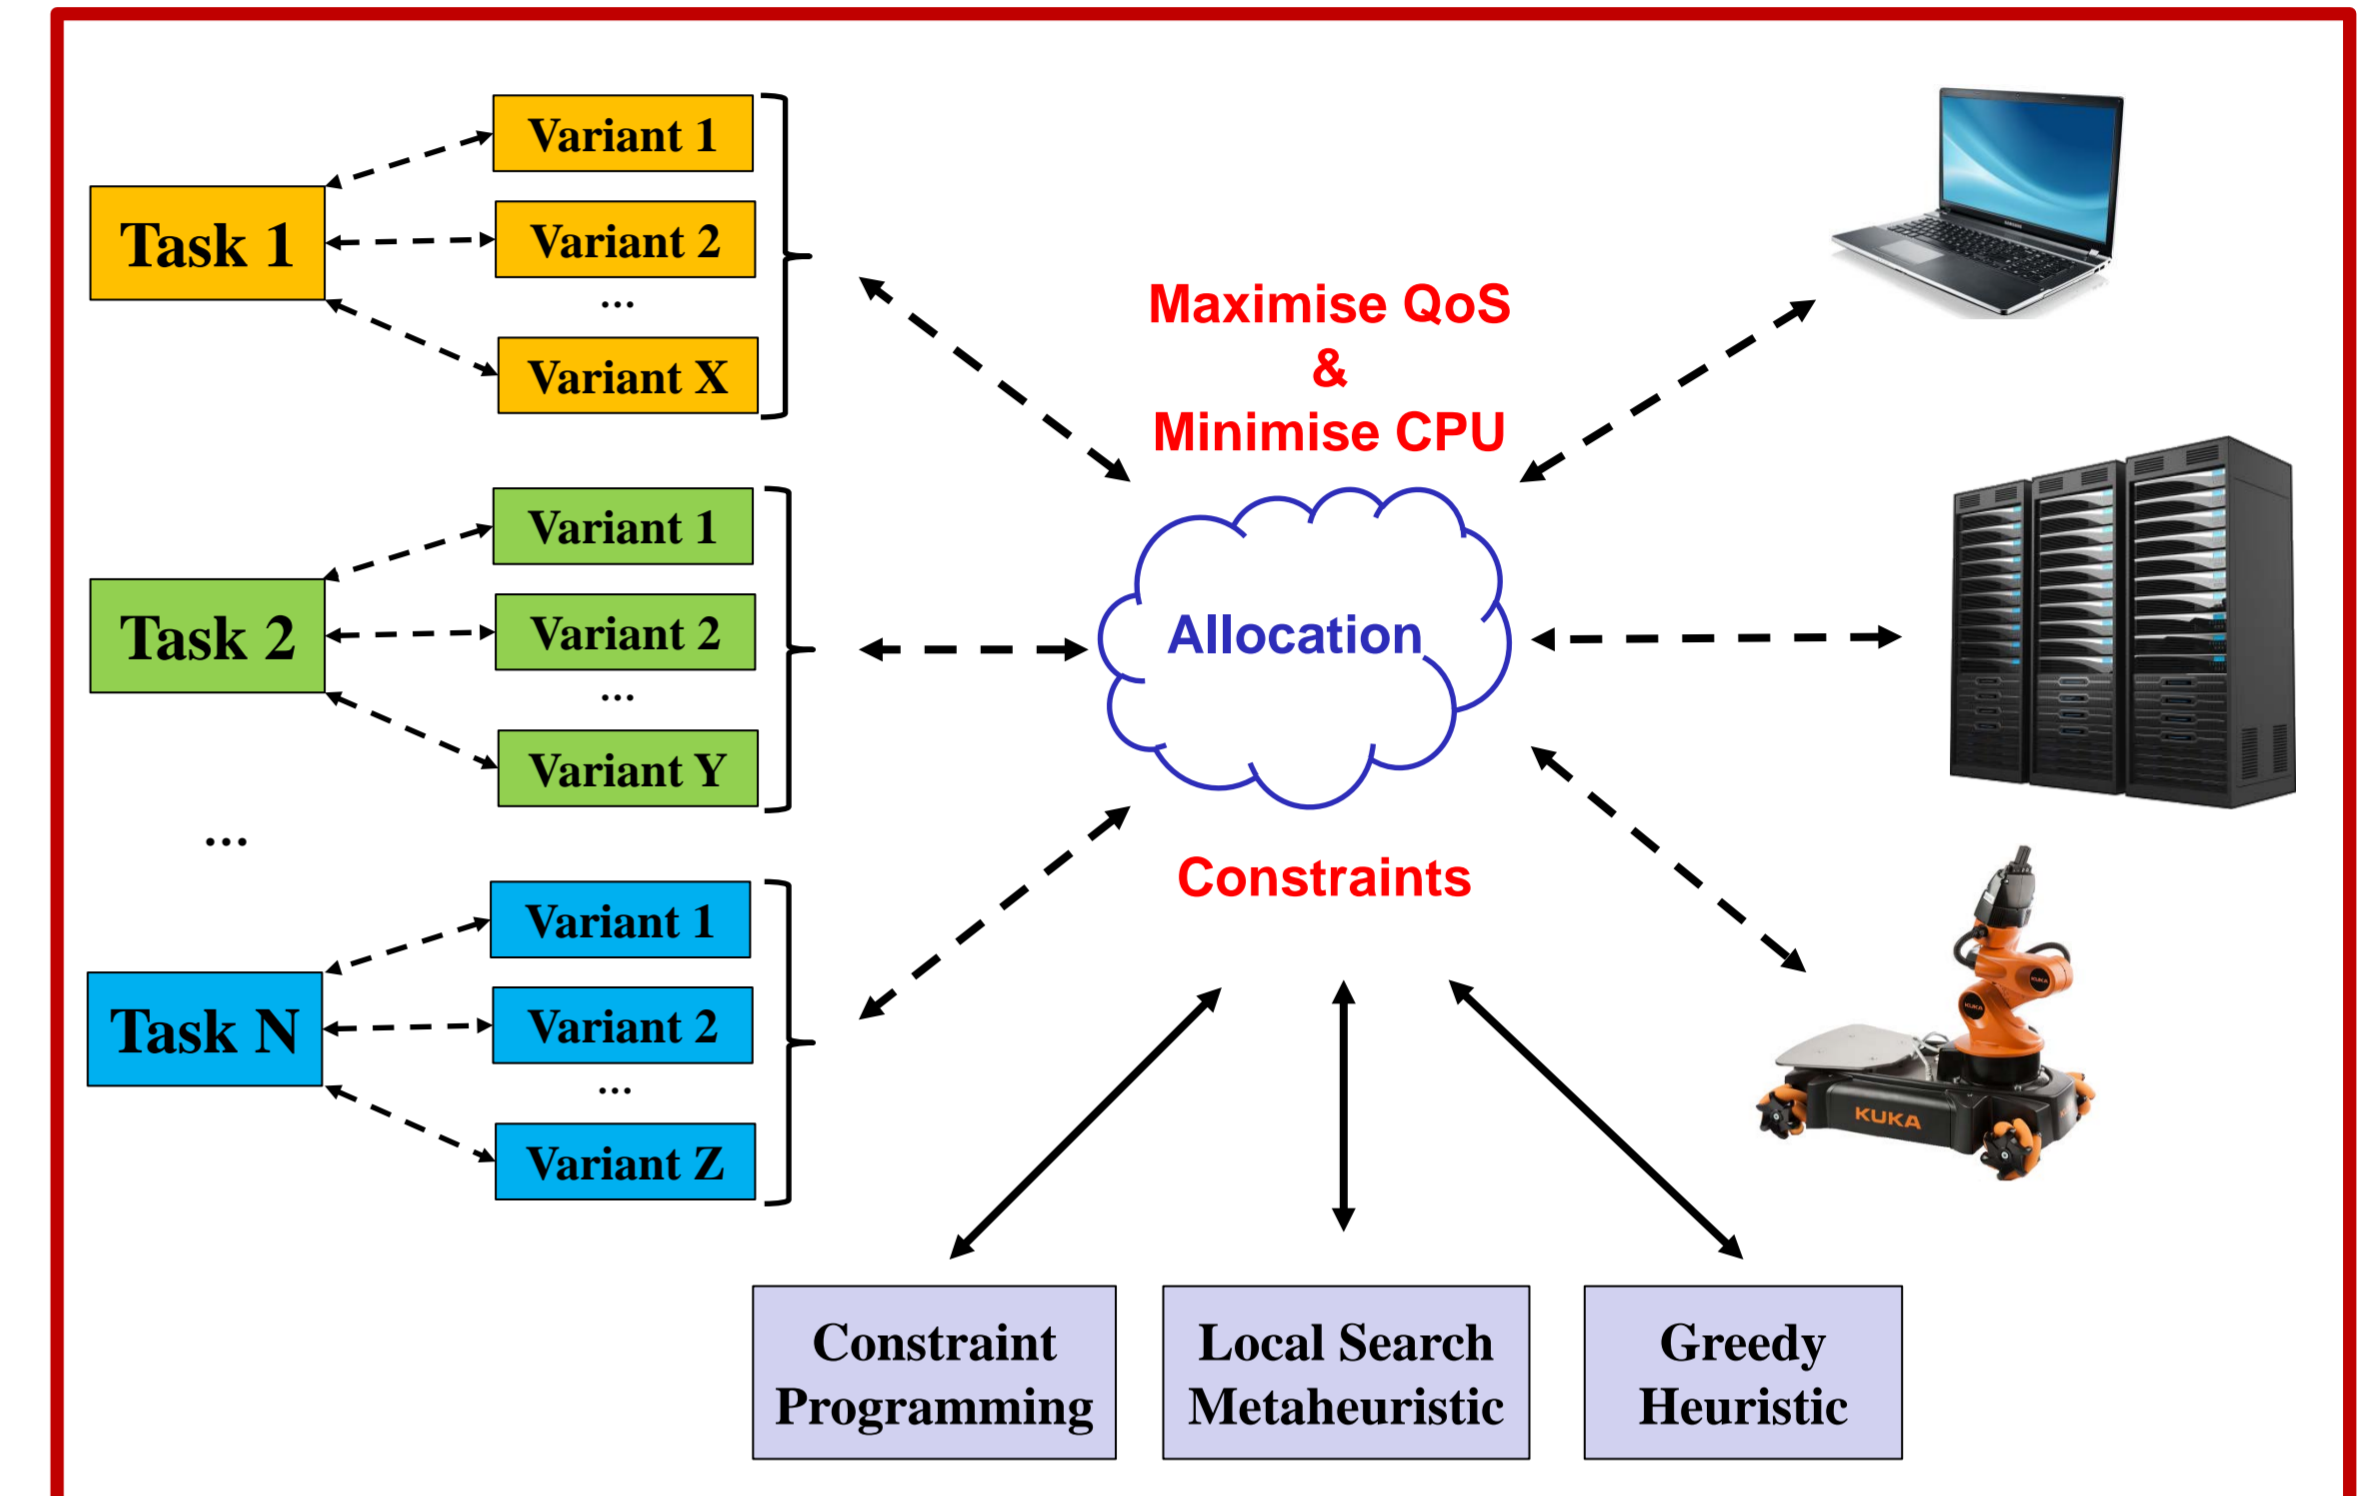 Task 1
Variant 1
Variant 2
...
Variant X
Task 2
Variant 1
Variant 2
...
Variant Y
...
Task N
Variant 1
Variant 2
...
Variant Z
Maximise QoS
&
Minimise CPU
Allocation
Constraints
KUKA
Constraint
Programming
Local Search
Metaheuristic
Greedy
Heuristic